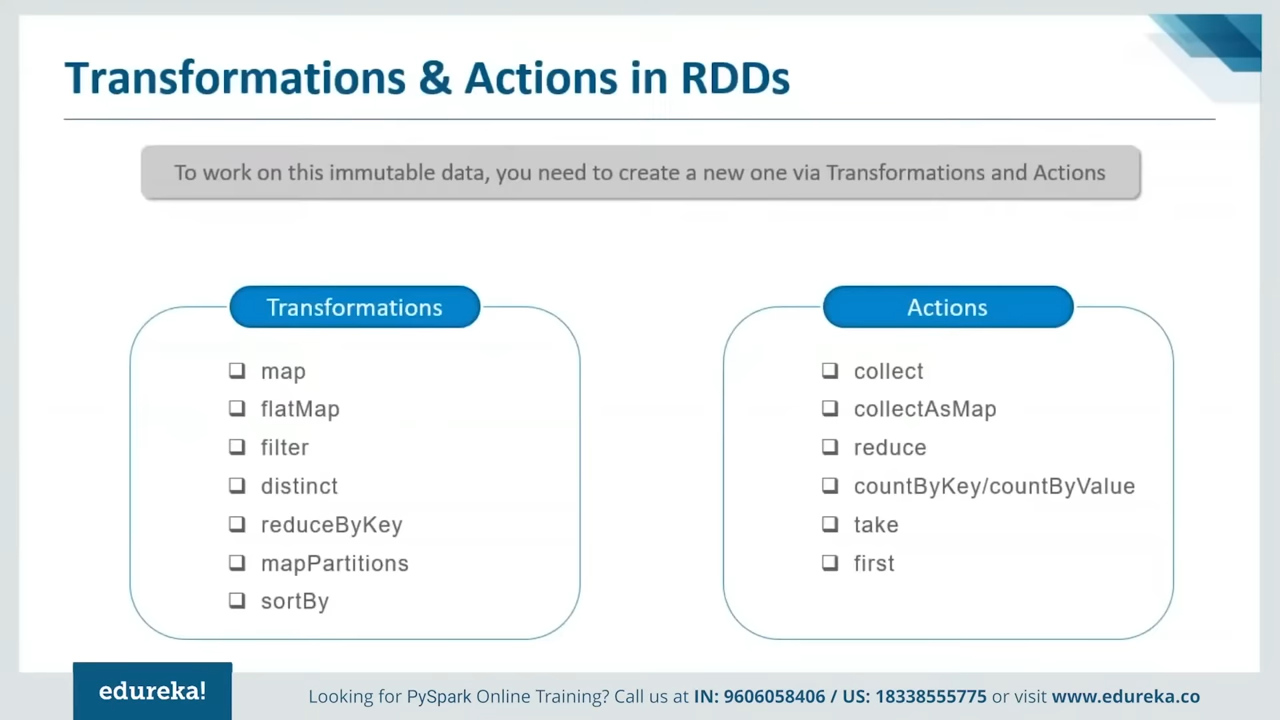 Transformations & Actions in RDDs
To work on this immutable data, you need to create a new one via Transformations and Actions
Transformations
map
flatMap
filter
distinct
reduceByKey
mapPartitions
sortBy
Actions
collect
collectAsMap
reduce
countByKey/countByValue
take
first
edureka!
Looking for PySpark Online Training? Call us at IN: 9606058406 / US: 18338555775 or visit www.edureka.co